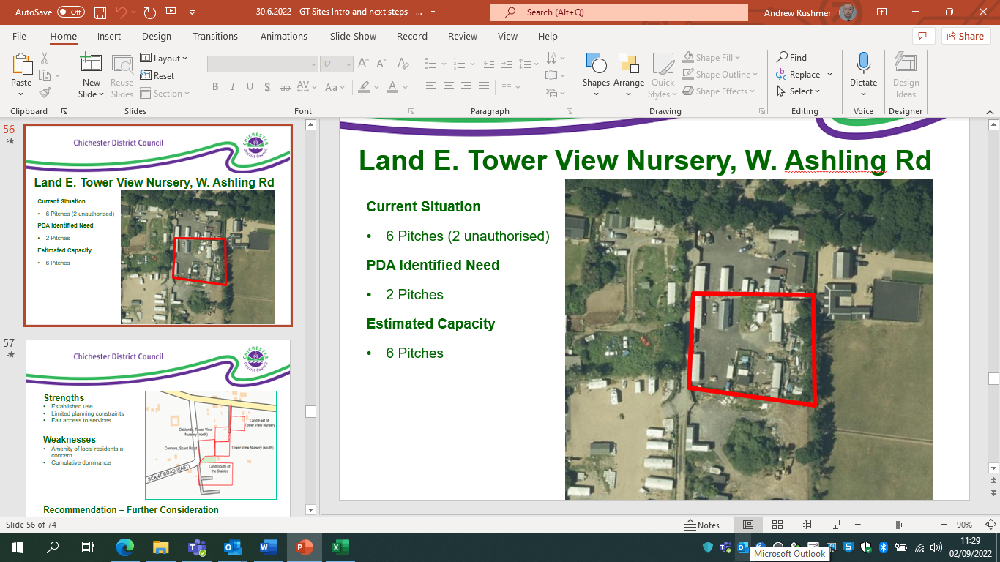 AutoSave Off 30.6.2022 - GT Sites Intro and next steps -... Search (Alt+Q) Andrew Rushmer
File Home Insert Design Transitions Animations Slide Show Record Review View Help Share
Paste New Slide Reuse Slides Layout Reset Section
32
B I U S ab AV Aa A
Shapes Arrange Quick Styles Shape Fill Shape Outline Shape Effects
Find Replace Select Dictate Design Ideas
Clipboard Slides Font Paragraph Drawing Editing Voice Designer
56
Chichester District Council
CHICHESTER
District Council
Land E. Tower View Nursery, W. Ashling Rd
Current Situation
• 6 Pitches (2 unauthorised)
PDA Identified Need
• 2 Pitches
Estimated Capacity
• 6 Pitches
57
Chichester District Council
CHICHESTER
District Council
Strengths
• Established use
• Limited planning constraints
• Fair access to services
Weaknesses
• Amenity of local residents a
concern
• Cumulative dominance
Land East of
Tower View Nursery
Oaklands, Tower View
Nursery (north)
Connors, Scant Road
Tower View Nursery (south)
Land South of
the Stables
SCANT ROAD (EAST)
Recommendation – Further Consideration
Land E. Tower View Nursery, W. Ashling Rd
Current Situation
• 6 Pitches (2 unauthorised)
PDA Identified Need
• 2 Pitches
Estimated Capacity
• 6 Pitches
Slide 56 of 74 Notes 90%
11:29
02/09/2022
Microsoft Outlook